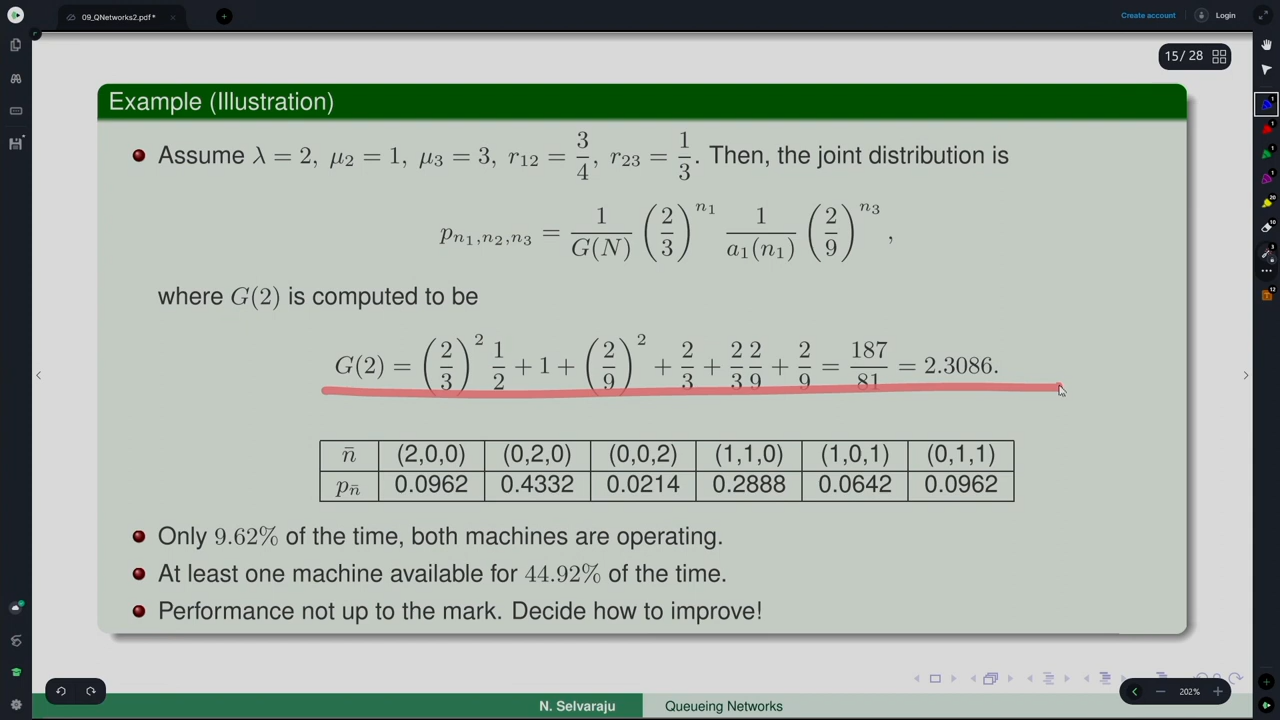 09_QNetworks2.pdf*
Create account
Login
15 / 28
Example (Illustration)
Assume λ = 2, μ₂ = 1, μ₃ = 3, r₁₂ = 3/4, r₂₃ = 1/3. Then, the joint distribution is
p_{n₁,n₂,n₃} = 1/G(N) (2/3)^{n₁} 1/a₁(n₁) (2/9)^{n₃},
where G(2) is computed to be
G(2) = (2/3)² 1/2 + 1 + (2/9)² + 2/3 + 2/3 2/9 + 2/9 = 187/81 = 2.3086.
n̄ (2,0,0) (0,2,0) (0,0,2) (1,1,0) (1,0,1) (0,1,1)
p_n̄ 0.0962 0.4332 0.0214 0.2888 0.0642 0.0962
Only 9.62% of the time, both machines are operating.
At least one machine available for 44.92% of the time.
Performance not up to the mark. Decide how to improve!
202%
N. Selvaraju Queueing Networks